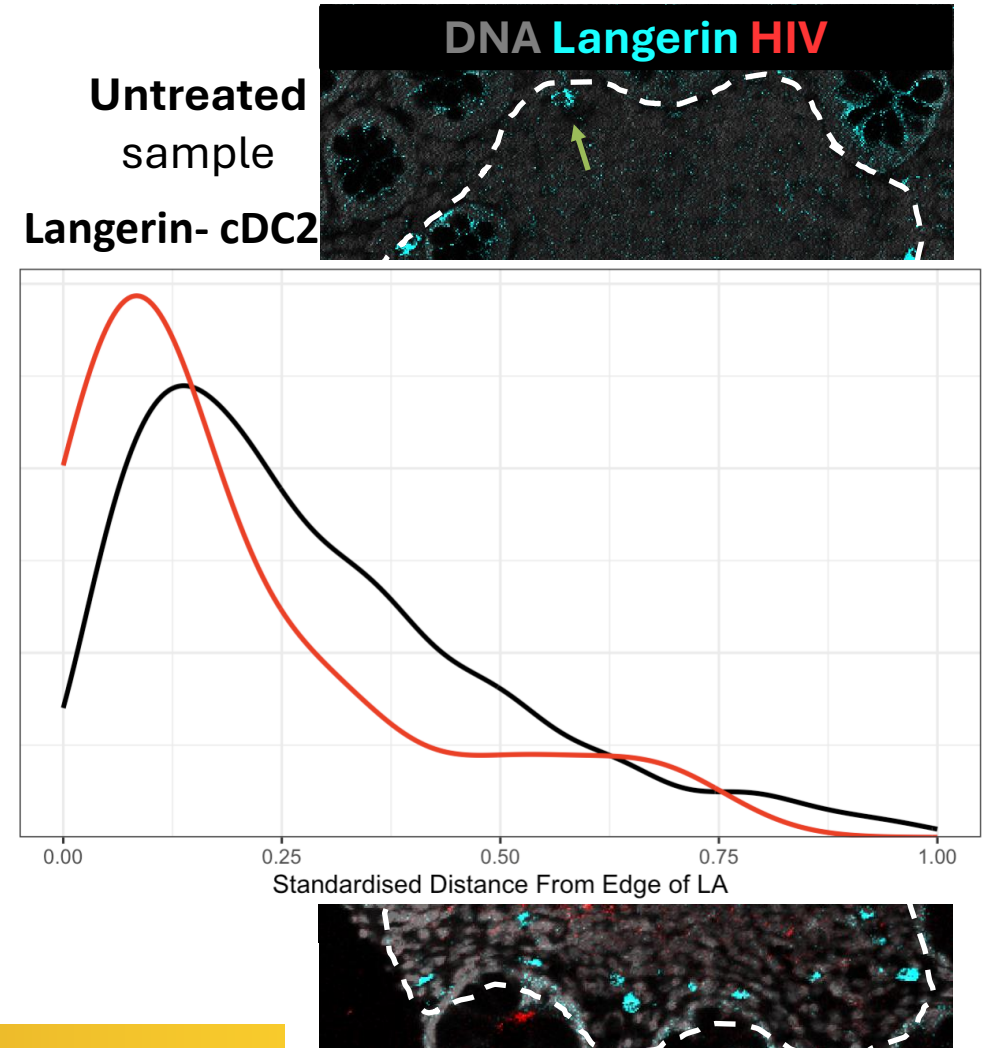 DNA Langerin HIV
Untreated
sample
Langerin- cDC2
0.00 0.25 0.50 0.75 1.00
Standardised Distance From Edge of LA